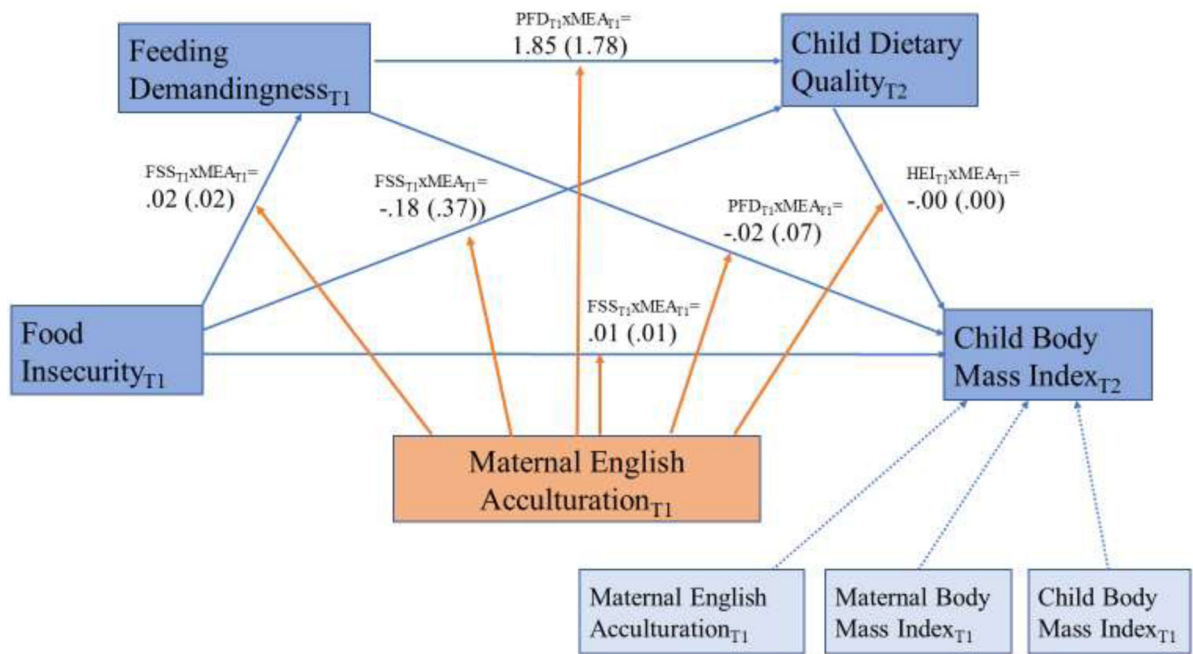 PFDT1xMEAT1=
1.85 (1.78)
Feeding
DemandingnessT1
Child Dietary
QualityT2
FSST1xMEAT1=
.02 (.02)
FSST1xMEAT1=
-.18 (.37))
PFDT1xMEAT1=
-.02 (.07)
HEIT1xMEAT1=
-.00 (.00)
Food
InsecurityT1
FSST1xMEAT1=
.01 (.01)
Child Body
Mass IndexT2
Maternal English
AcculturationT1
Maternal English
AcculturationT1
Maternal Body
Mass IndexT1
Child Body
Mass IndexT1